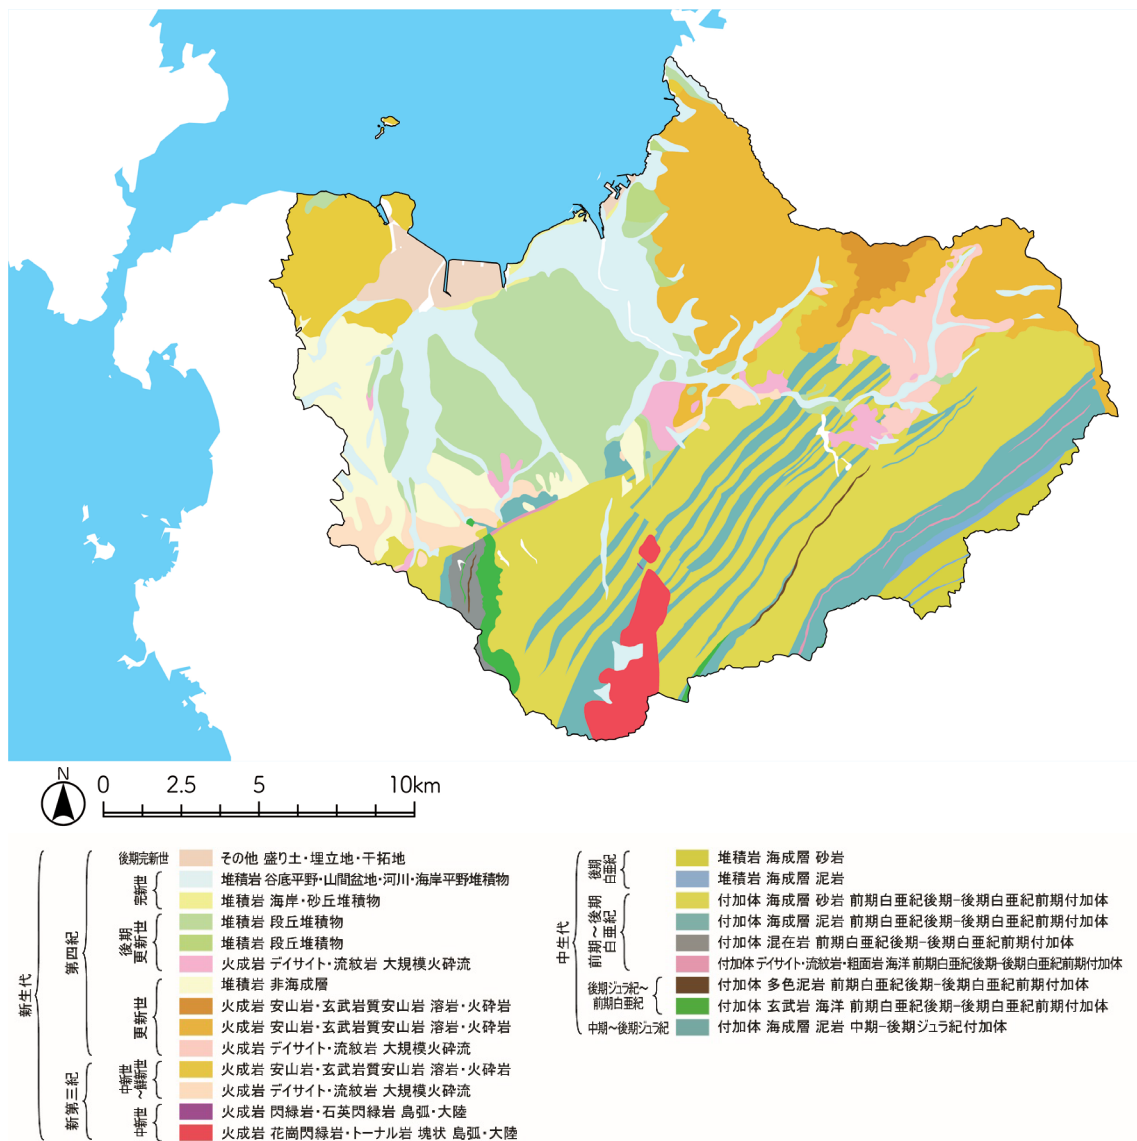 N
0 2.5 5 10km
新生代
第四紀
後期完新世
その他 盛り土・埋立地・干拓地
完新世
堆積岩 谷底平野・山間盆地・河川・海岸平野堆積物
堆積岩 海岸・砂丘堆積物
後期
更新世
堆積岩 段丘堆積物
堆積岩 段丘堆積物
火成岩 デイサイト・流紋岩 大規模火砕流
更新世
堆積岩 非海成層
火成岩 安山岩・玄武岩質安山岩 溶岩・火砕岩
火成岩 安山岩・玄武岩質安山岩 溶岩・火砕岩
火成岩 デイサイト・流紋岩 大規模火砕流
新第三紀
中新世
~鮮新世
火成岩 安山岩・玄武岩質安山岩 溶岩・火砕岩
火成岩 デイサイト・流紋岩 大規模火砕流
中新世
火成岩 閃緑岩・石英閃緑岩 島弧・大陸
火成岩 花崗閃緑岩・トーナル岩 塊状 島弧・大陸
中生代
後期
白亜紀
堆積岩 海成層 砂岩
堆積岩 海成層 泥岩
前期~後期
白亜紀
付加体 海成層 砂岩 前期白亜紀後期-後期白亜紀前期付加体
付加体 海成層 泥岩 前期白亜紀後期-後期白亜紀前期付加体
付加体 混在岩 前期白亜紀後期-後期白亜紀前期付加体
付加体 デイサイト・流紋岩・粗面岩 海洋 前期白亜紀後期-後期白亜紀前期付加体
後期ジュラ紀~
前期白亜紀
付加体 多色泥岩 前期白亜紀後期-後期白亜紀前期付加体
付加体 玄武岩 海洋 前期白亜紀後期-後期白亜紀前期付加体
中期~後期ジュラ紀
付加体 海成層 泥岩 中期-後期ジュラ紀付加体